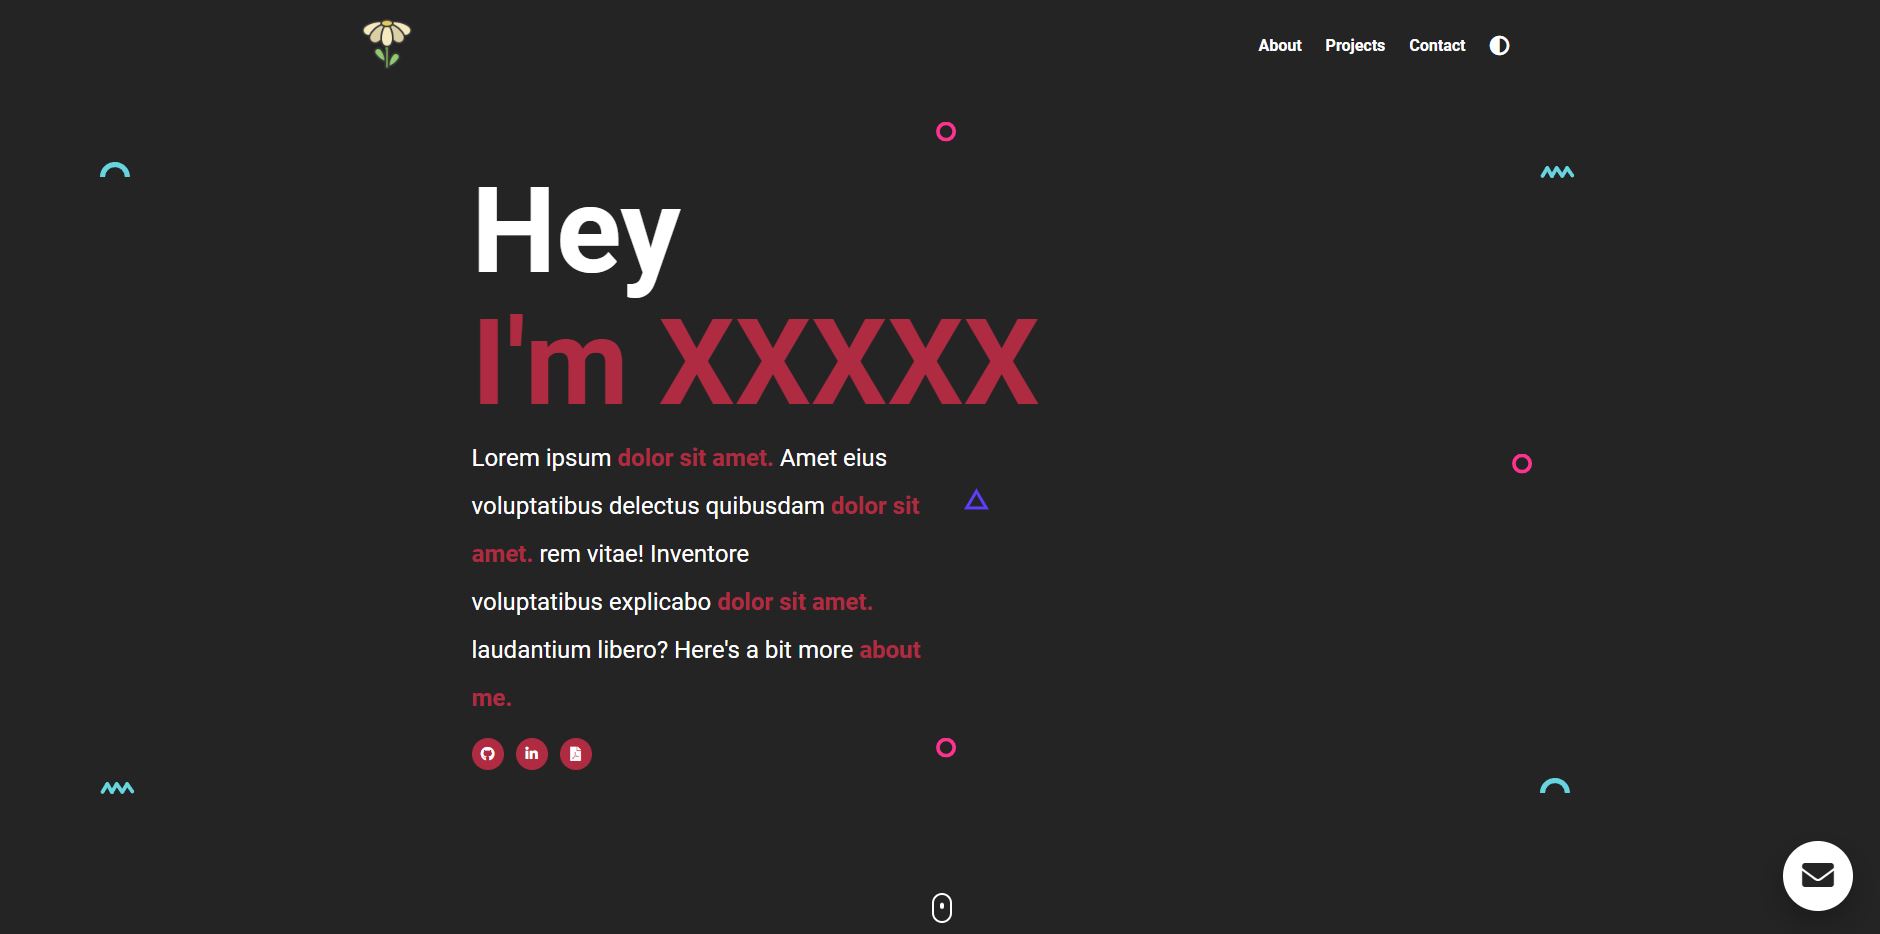 About Projects Contact
Hey
I'm XXXXX
Lorem ipsum dolor sit amet. Amet eius
voluptatibus delectus quibusdam dolor sit
amet. rem vitae! Inventore
voluptatibus explicabo dolor sit amet.
laudantium libero? Here's a bit more about
me.
in